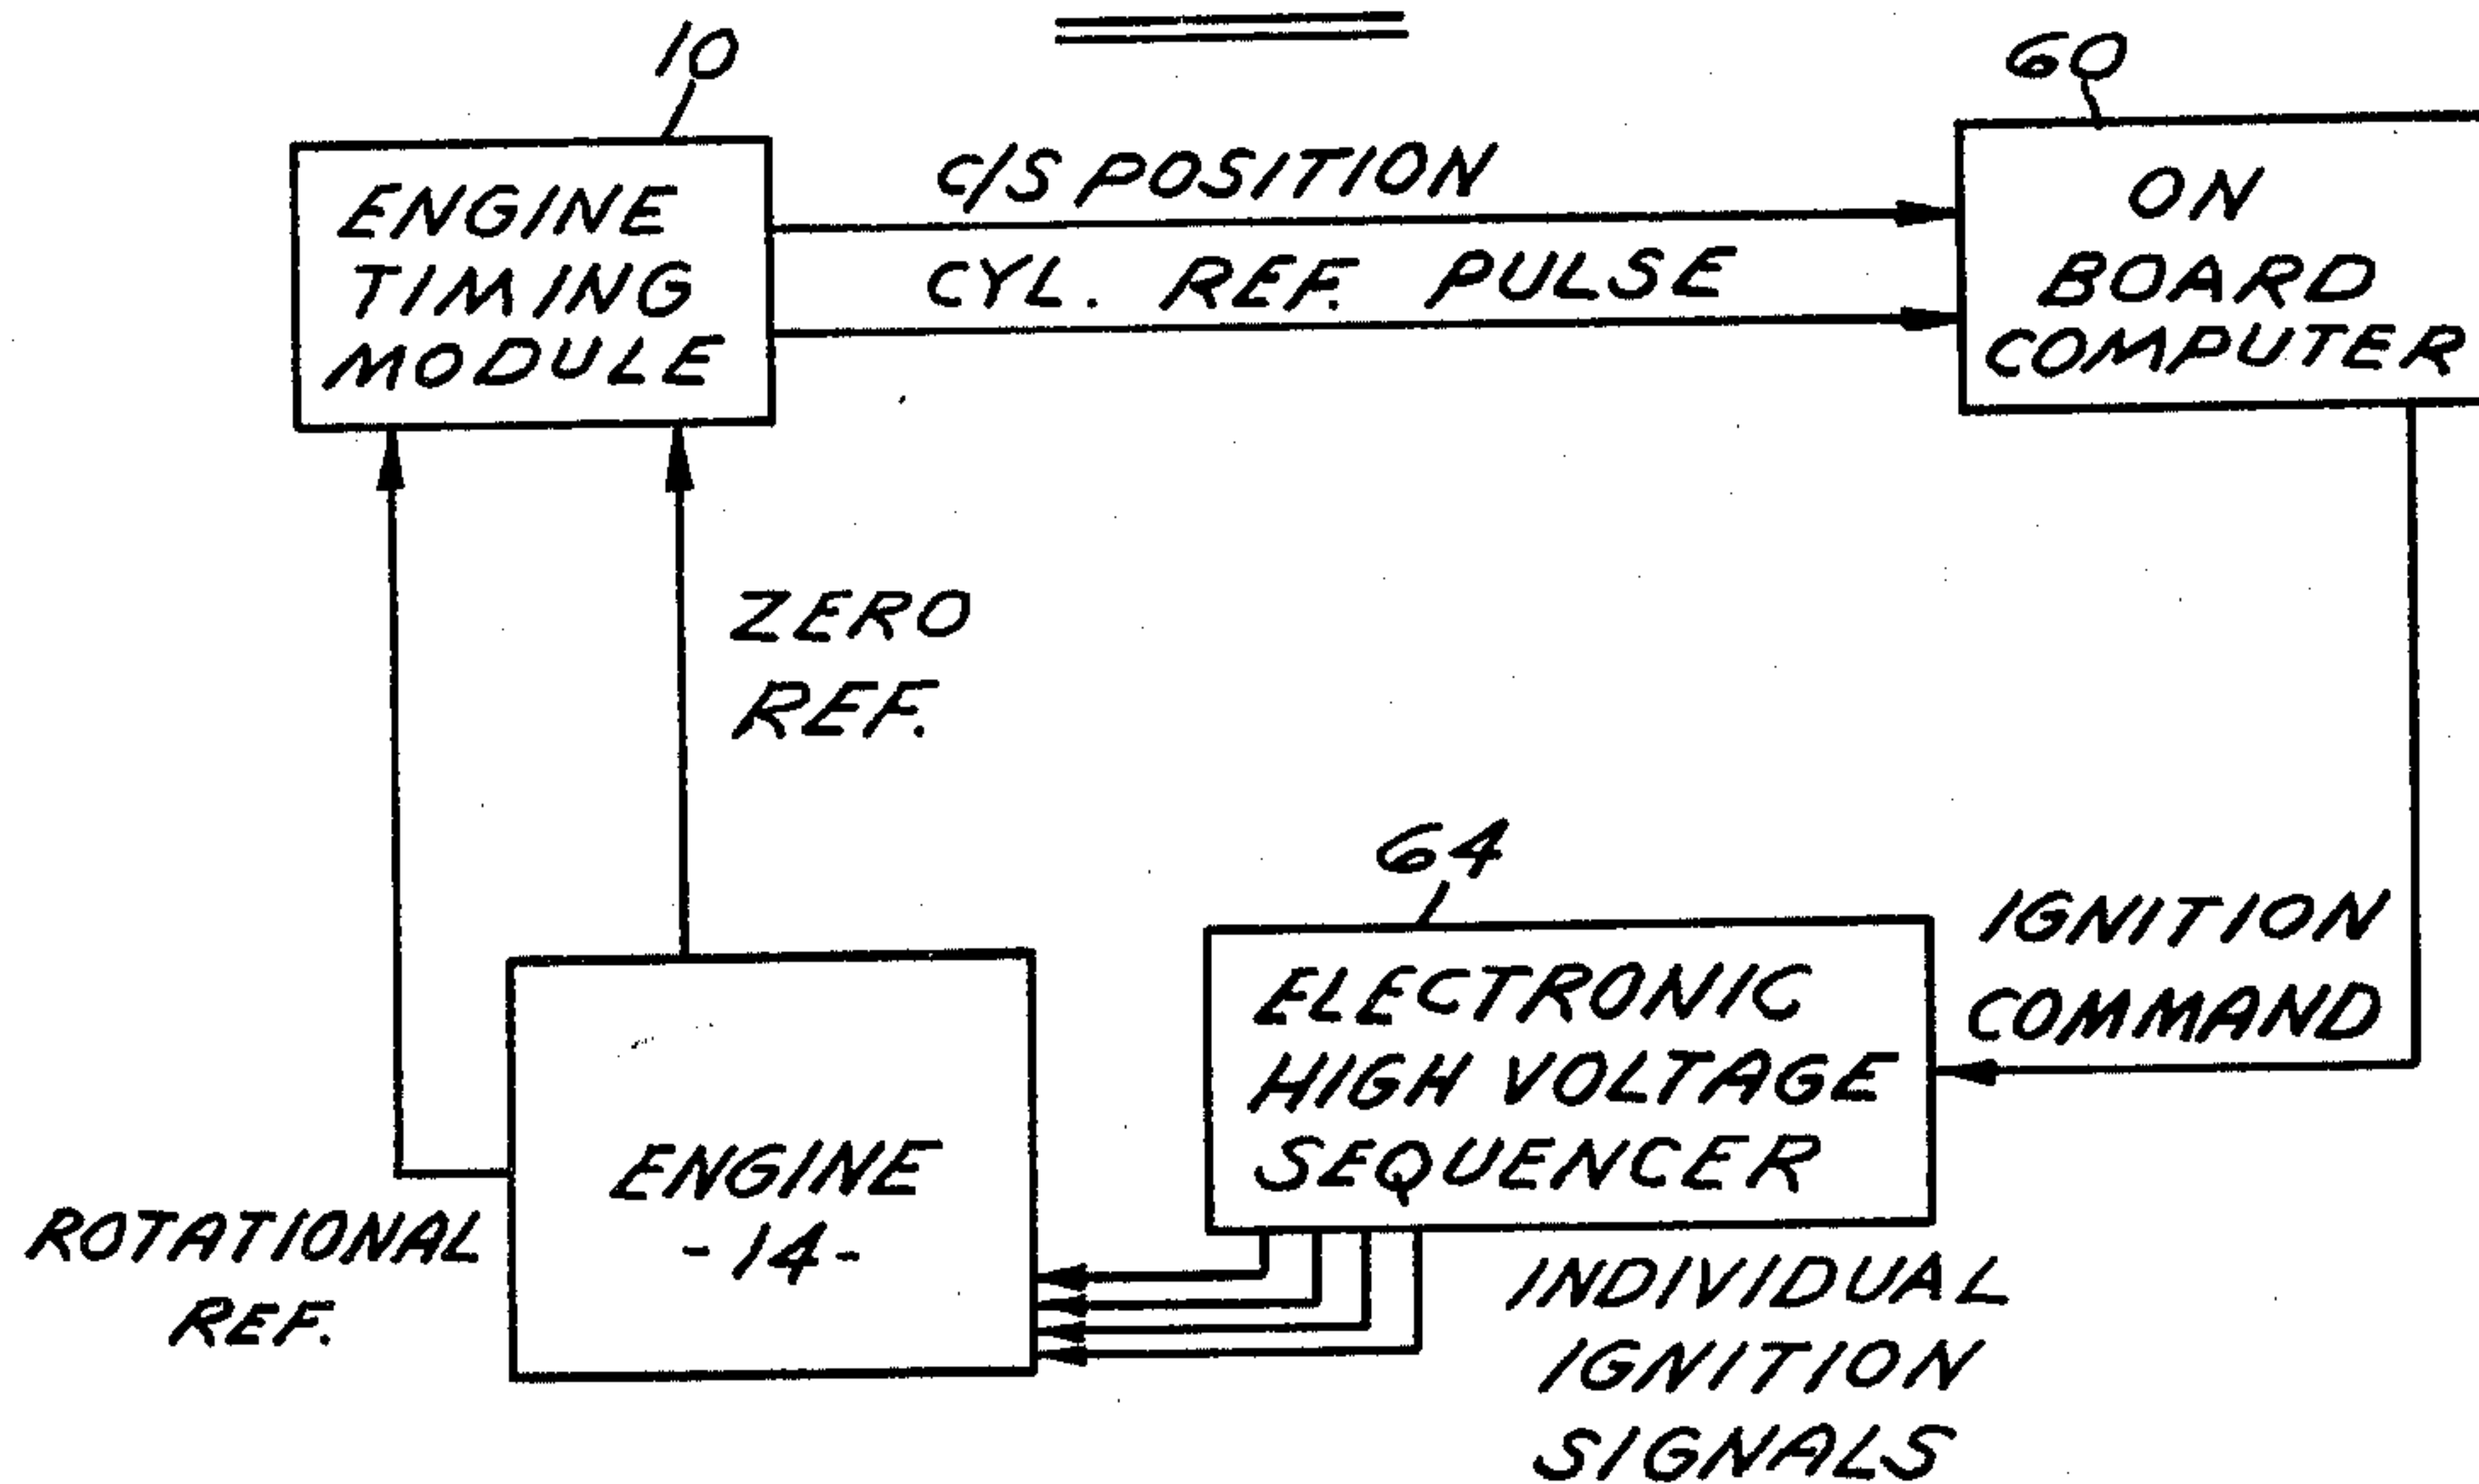 10
60
ENGINE
TIMING
MODULE
C/S POSITION
CYL. REF. PULSE
ON
BOARD
COMPUTER
ZERO
REF.
64
IGNITION
COMMAND
ELECTRONIC
HIGH VOLTAGE
SEQUENCER
ENGINE
-14-
ROTATIONAL
REF.
INDIVIDUAL
IGNITION
SIGNALS